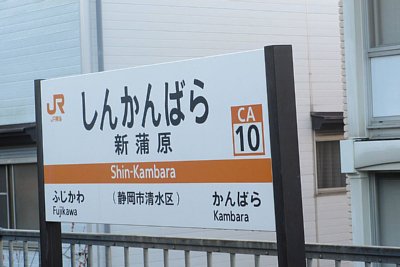 JR
JR東海
しんかんばら
新蒲原
CA
10
Shin-Kambara
ふじかわ
Fujikawa
(静岡市清水区)
かんばら
Kambara